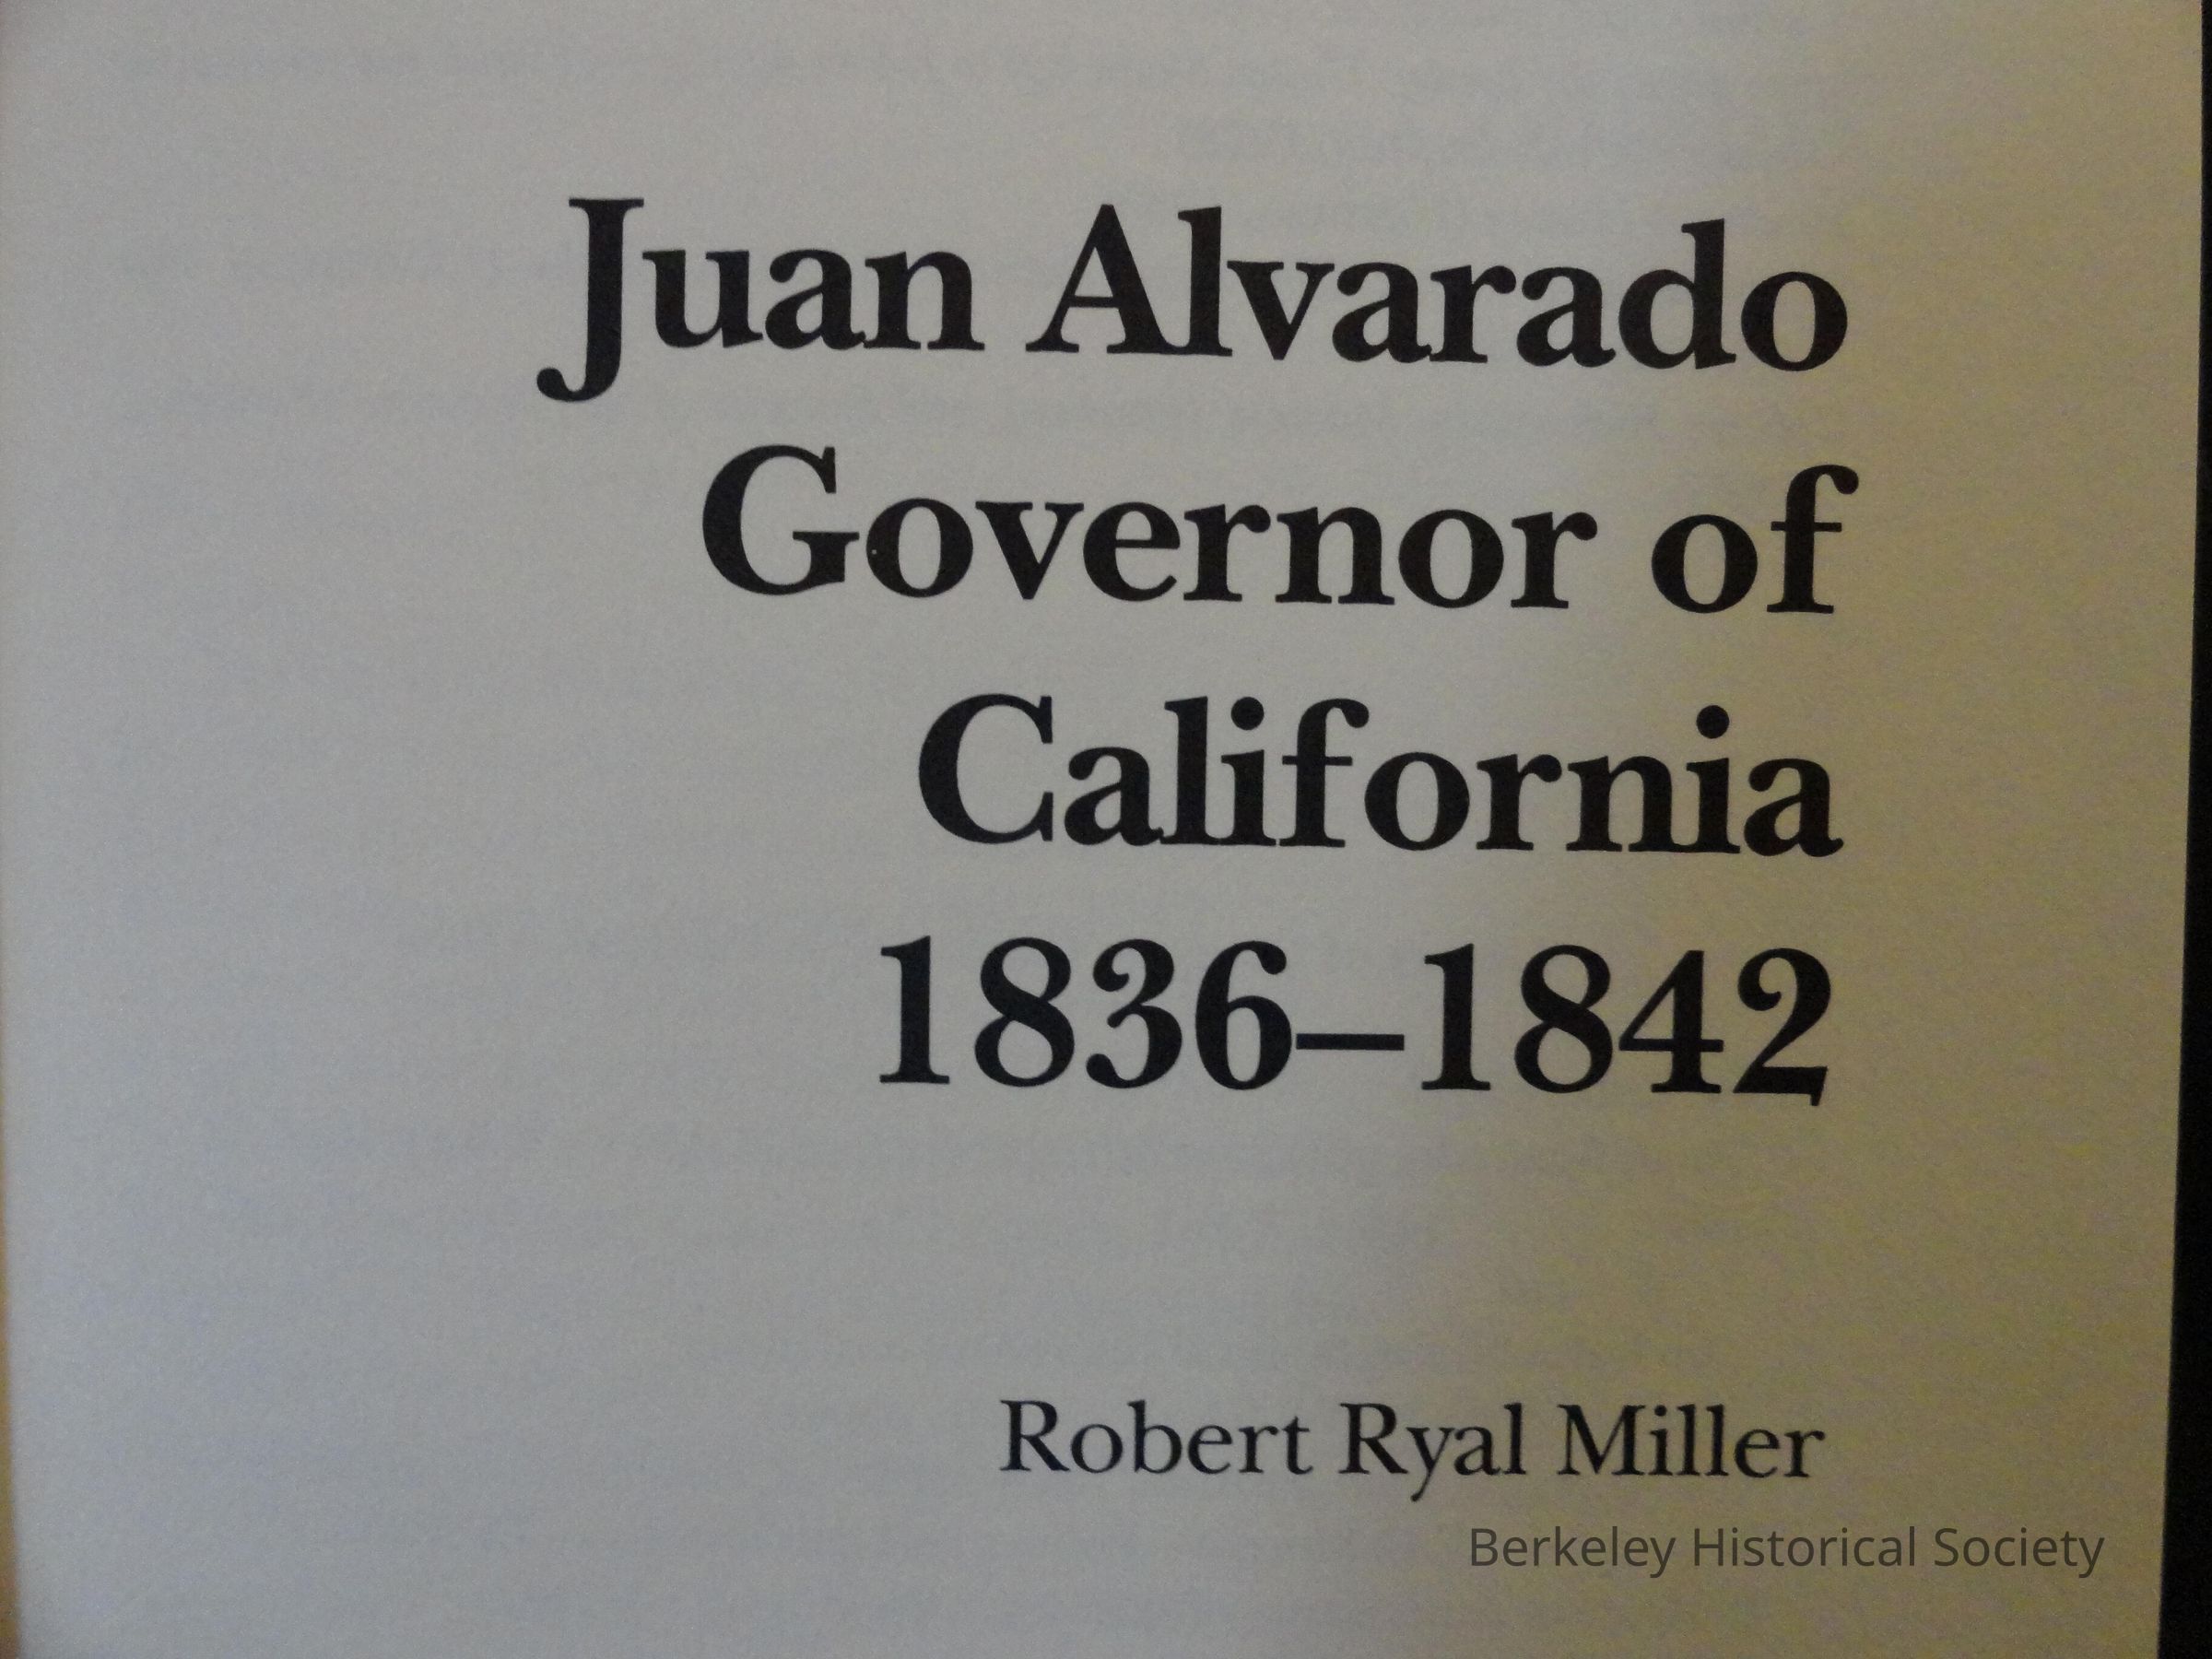 Juan Alvarado
Governor of
California
1836–1842
Robert Ryal Miller
Berkeley Historical Society